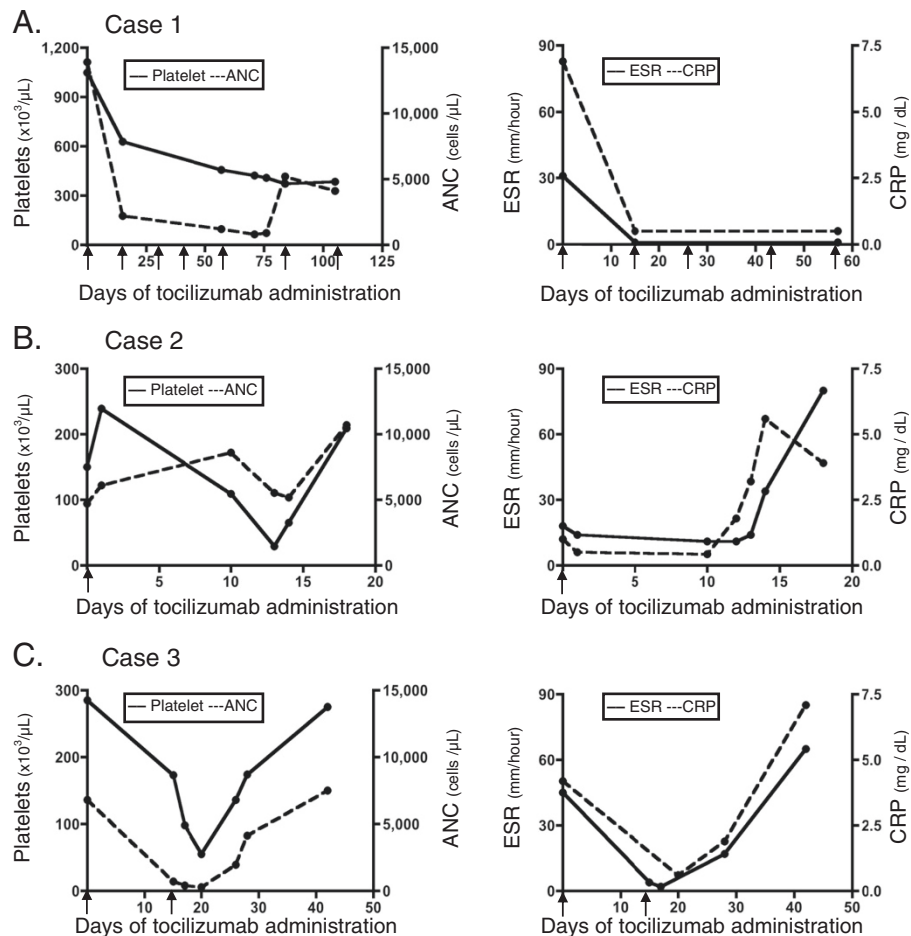 A. Case 1
Platelets (x10³/μL)
1,200
900
600
300
0
— Platelet ---ANC
15,000
10,000
5,000
0
ANC (cells /μL)
25 50 75 100 125
Days of tocilizumab administration
ESR (mm/hour)
90
60
30
0
— ESR ---CRP
7.5
5.0
2.5
0.0
CRP (mg / dL)
10 20 30 40 50 60
Days of tocilizumab administration
B. Case 2
Platelets (x10³/μL)
300
200
100
0
— Platelet ---ANC
15,000
10,000
5,000
0
ANC (cells /μL)
5 10 15 20
Days of tocilizumab administration
ESR (mm/hour)
90
60
30
0
— ESR ---CRP
7.5
5.0
2.5
0.0
CRP (mg / dL)
5 10 15 20
Days of tocilizumab administration
C. Case 3
Platelets (x10³/μL)
300
200
100
0
— Platelet ---ANC
15,000
10,000
5,000
0
ANC (cells /μL)
10 20 30 40 50
Days of tocilizumab administration
ESR (mm/hour)
90
60
30
0
— ESR ---CRP
7.5
5.0
2.5
0.0
CRP (mg / dL)
10 20 30 40 50
Days of tocilizumab administration